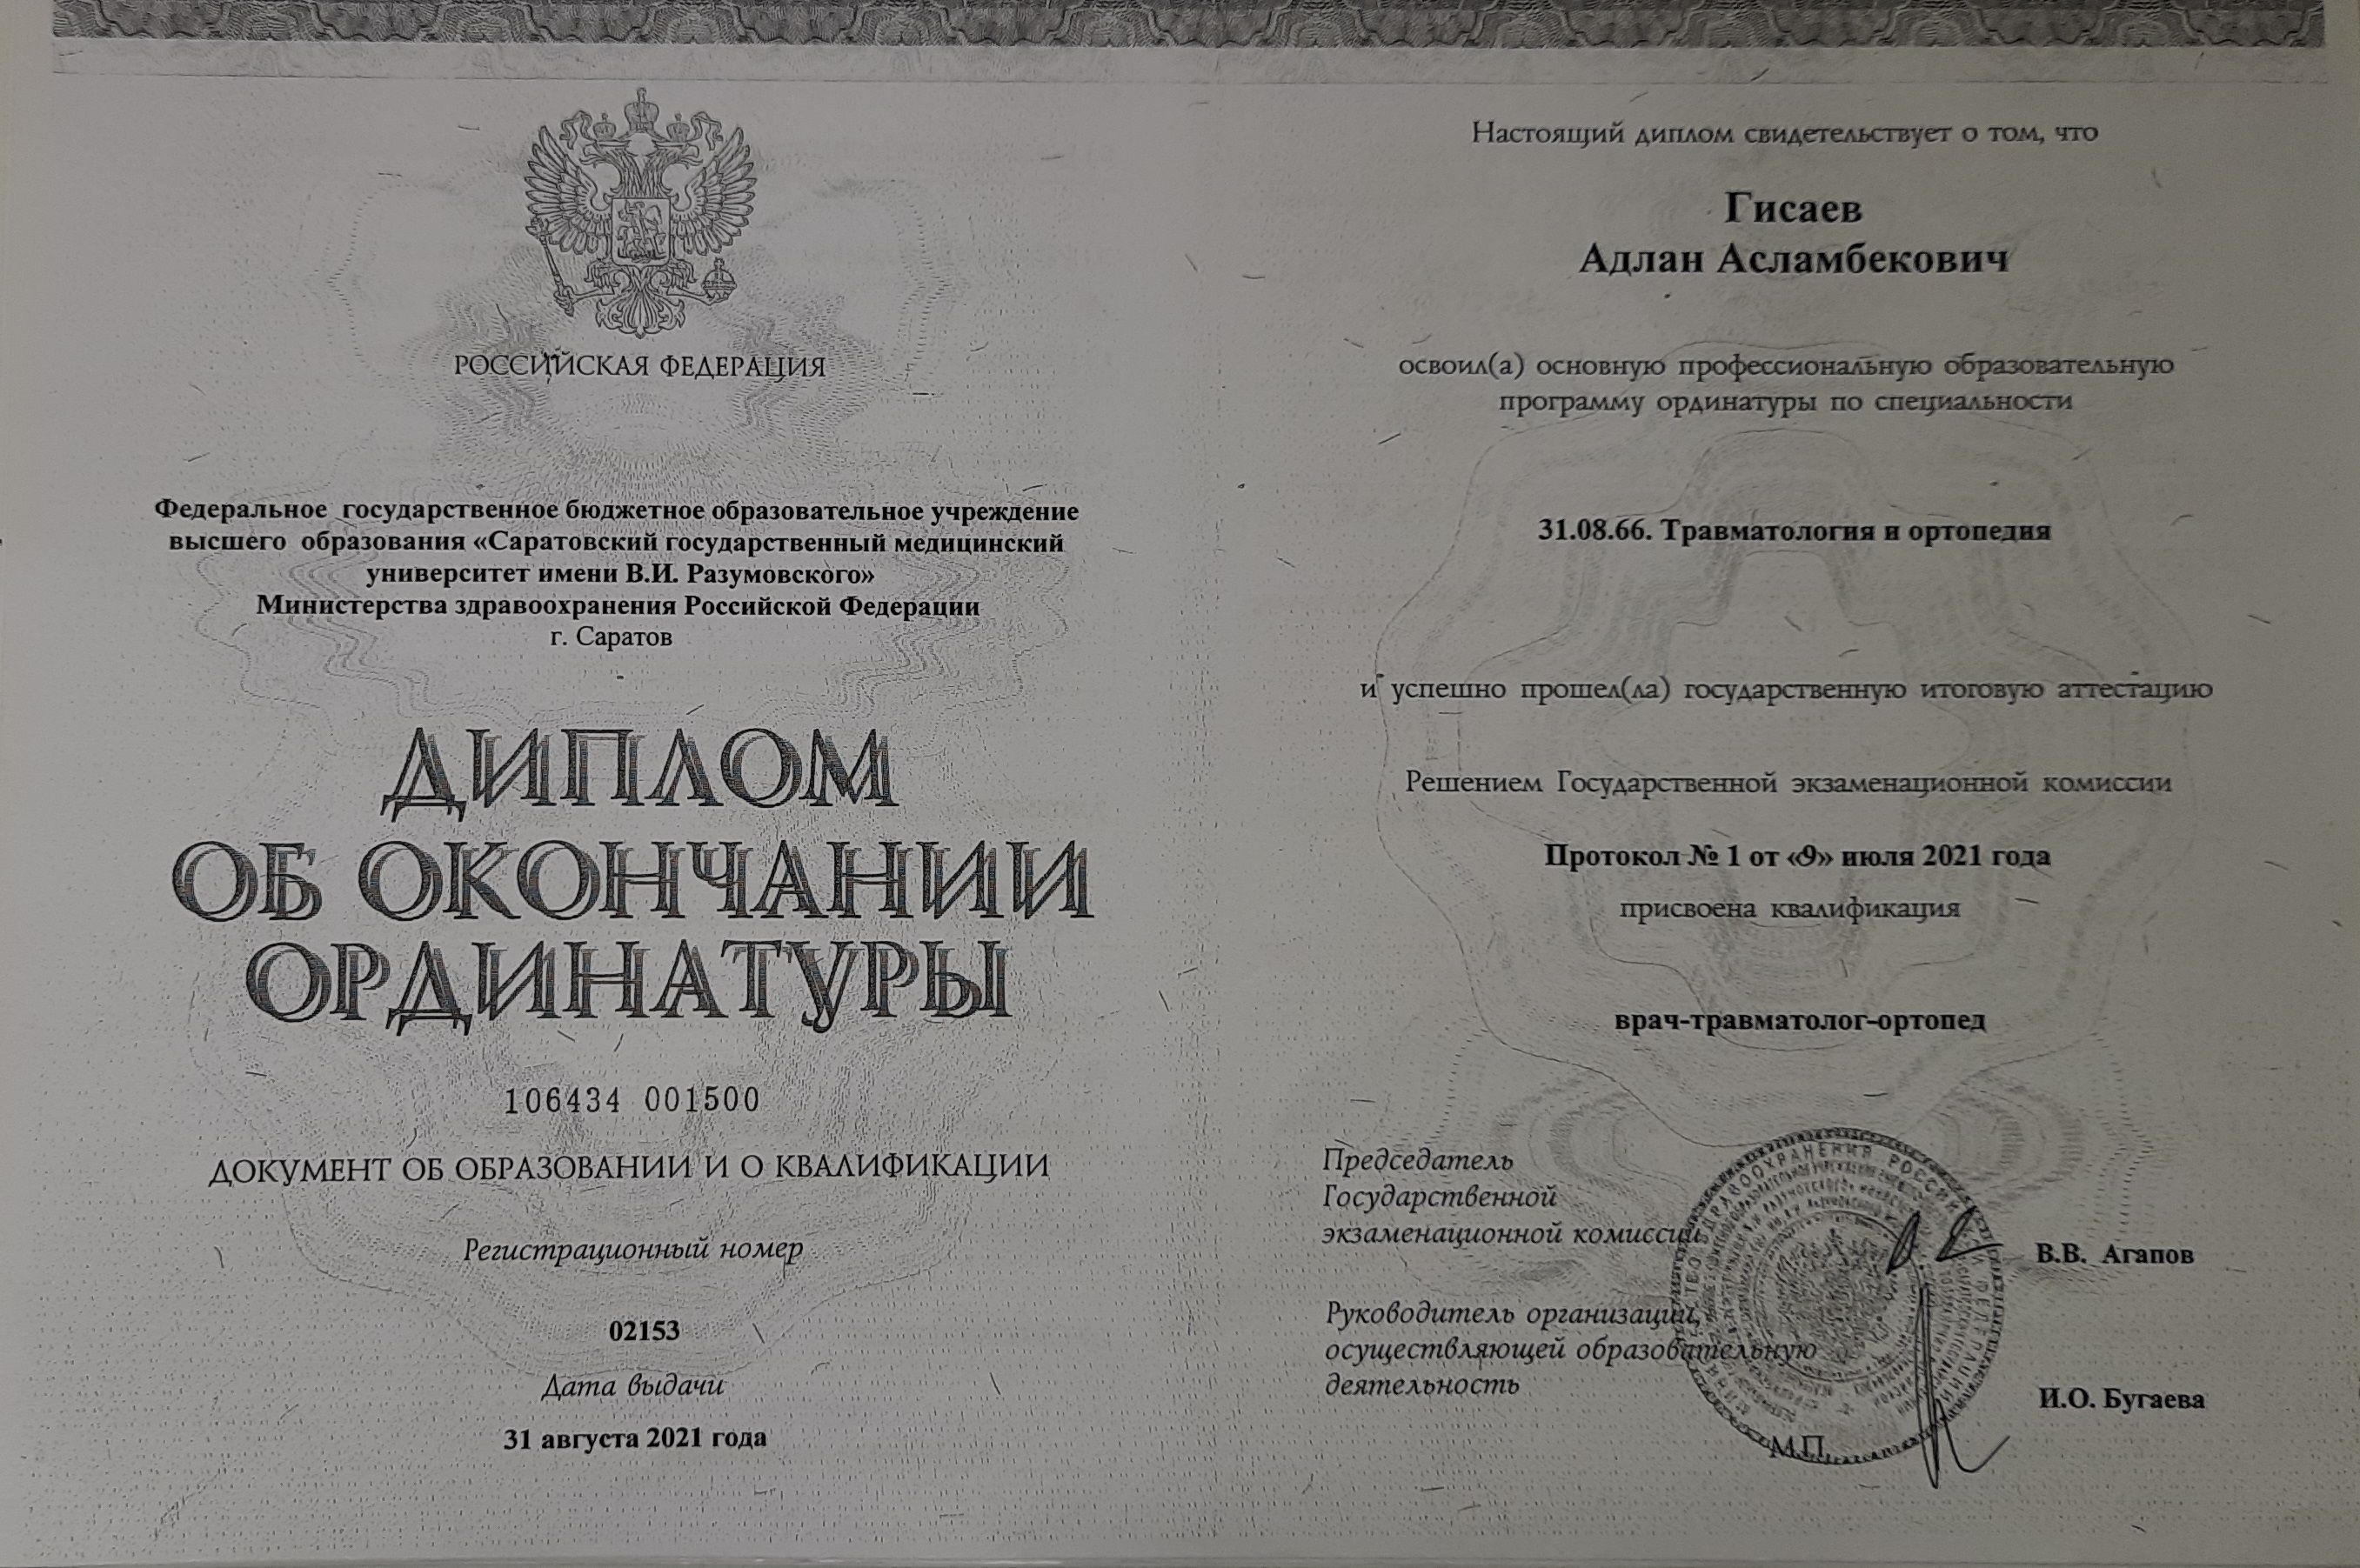 РОССИЙСКАЯ ФЕДЕРАЦИЯ
Федеральное государственное бюджетное образовательное учреждение
высшего образования «Саратовский государственный медицинский
университет имени В.И. Разумовского»
Министерства здравоохранения Российской Федерации
г. Саратов
ДИПЛОМ
ОБ ОКОНЧАНИИ
ОРДИНАТУРЫ
106434 001500
ДОКУМЕНТ ОБ ОБРАЗОВАНИИ И О КВАЛИФИКАЦИИ
Регистрационный номер
02153
Дата выдачи
31 августа 2021 года
Настоящий диплом свидетельствует о том, что
Гисаев
Адлан Асламбекович
освоил(а) основную профессиональную образовательную
программу ординатуры по специальности
31.08.66. Травматология и ортопедия
и успешно прошел(ла) государственную итоговую аттестацию
Решением Государственной экзаменационной комиссии
Протокол № 1 от «9» июля 2021 года
присвоена квалификация
врач-травматолог-ортопед
Председатель
Государственной
экзаменационной комиссии
В.В. Агапов
Руководитель организации,
осуществляющей образовательную
деятельность
И.О. Бугаева
М.П.
ЗДРАВООХРАНЕНИЯ РОССИЙСКОЙ ФЕДЕРАЦИИ